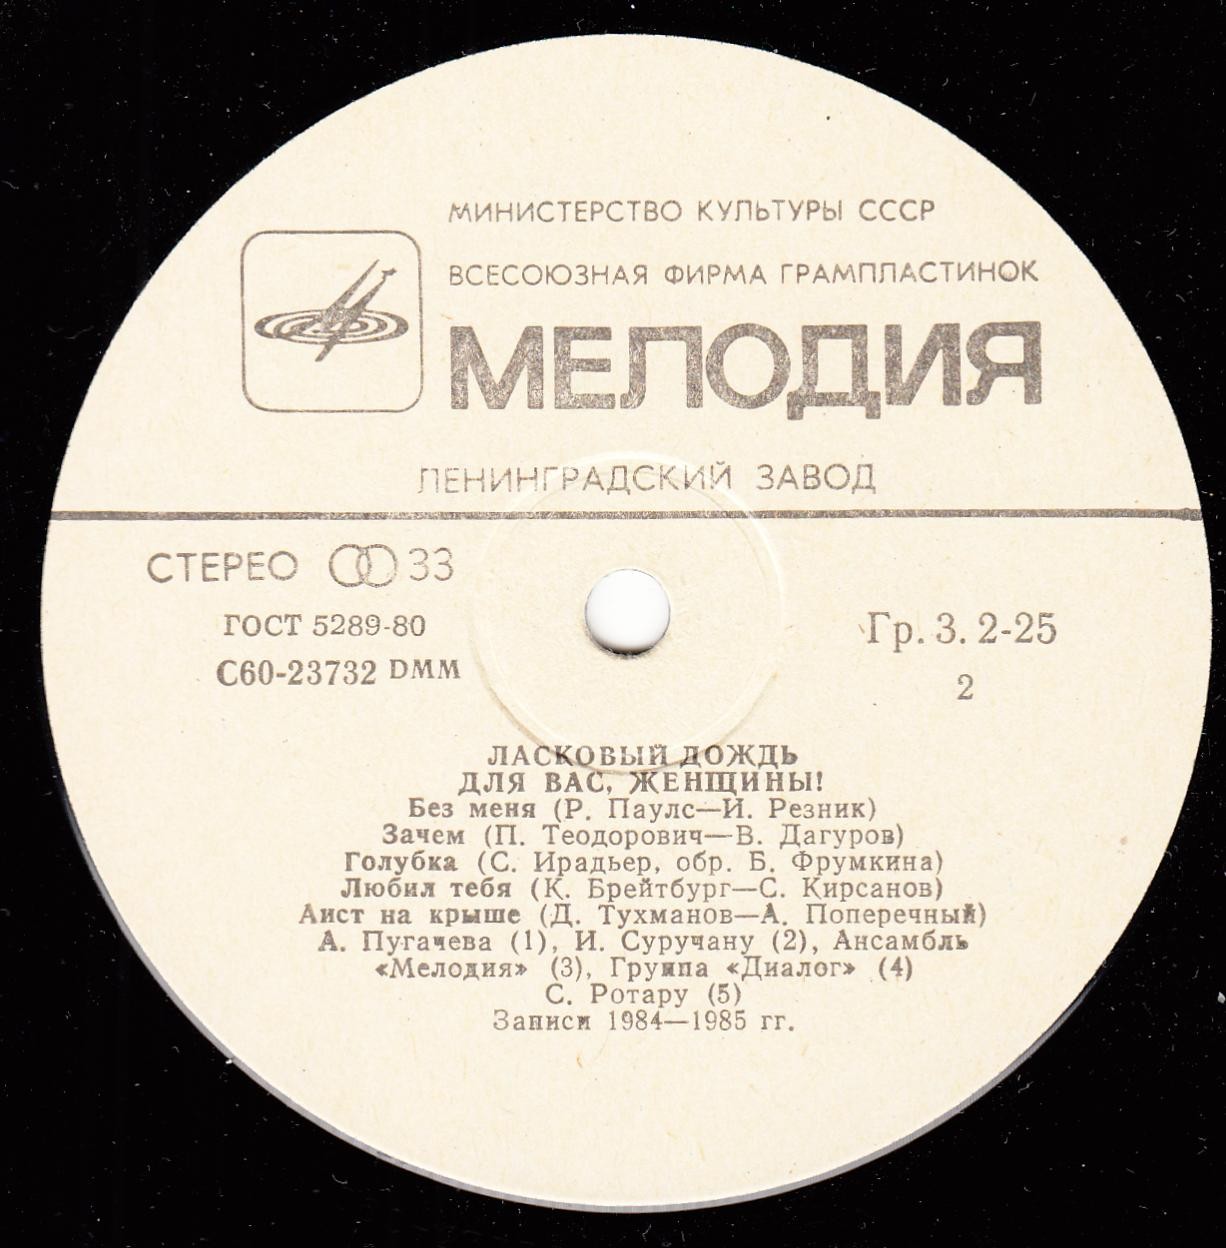 МИНИСТЕРСТВО КУЛЬТУРЫ СССР
ВСЕСОЮЗНАЯ ФИРМА ГРАМПЛАСТИНОК
МЕЛОДИЯ
ЛЕНИНГРАДСКИЙ ЗАВОД
СТЕРЕО 33
ГОСТ 5289-80
С60-23732 DMM
Гр. 3. 2-25
2
ЛАСКОВЫЙ ДОЖДЬ
ДЛЯ ВАС, ЖЕНЩИНЫ!
Без меня (Р. Паулс—И. Резник)
Зачем (П. Теодорович—В. Дагуров)
Голубка (С. Ирадьер, обр. Б. Фрумкина)
Любил тебя (К. Брейтбург—С. Кирсанов)
Аист на крыше (Д. Тухманов—А. Поперечный)
А. Пугачева (1), И. Суручану (2), Ансамбль
«Мелодия» (3), Группа «Диалог» (4)
С. Ротару (5)
Записи 1984—1985 гг.